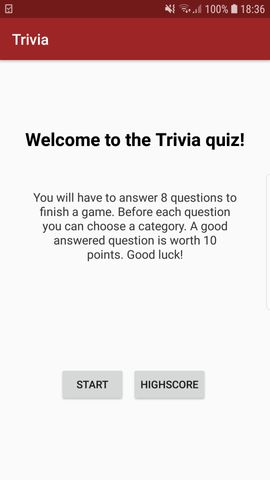 100% 18:36
Trivia
Welcome to the Trivia quiz!
You will have to answer 8 questions to
finish a game. Before each question
you can choose a category. A good
answered question is worth 10
points. Good luck!
START HIGHSCORE